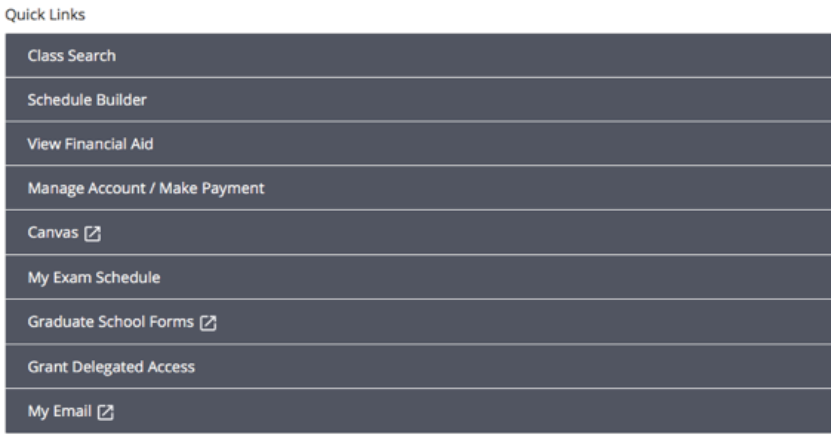 Quick Links
Class Search
Schedule Builder
View Financial Aid
Manage Account / Make Payment
Canvas
My Exam Schedule
Graduate School Forms
Grant Delegated Access
My Email